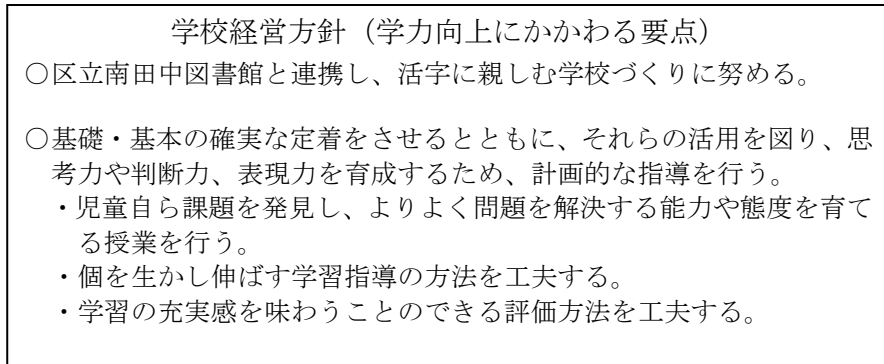 学校経営方針（学力向上にかかわる要点）
○区立南田中図書館と連携し、活字に親しむ学校づくりに努める。
○基礎・基本の確実な定着をさせるとともに、それらの活用を図り、思
考力や判断力、表現力を育成するため、計画的な指導を行う。
・児童自ら課題を発見し、よりよく問題を解決する能力や態度を育て
る授業を行う。
・個を生かし伸ばす学習指導の方法を工夫する。
・学習の充実感を味わうことのできる評価方法を工夫する。